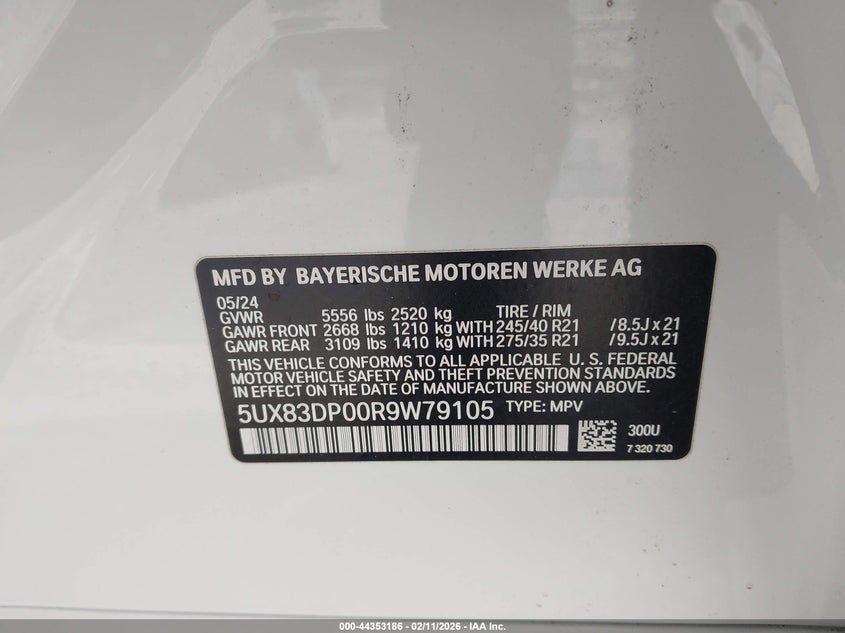 MFD BY BAYERISCHE MOTOREN WERKE AG
05/24
GVWR 5556 lbs 2520 kg TIRE / RIM
GAWR FRONT 2668 lbs 1210 kg WITH 245/40 R21 /8.5J x 21
GAWR REAR 3109 lbs 1410 kg WITH 275/35 R21 /9.5J x 21
THIS VEHICLE CONFORMS TO ALL APPLICABLE U. S. FEDERAL
MOTOR VEHICLE SAFETY AND THEFT PREVENTION STANDARDS
IN EFFECT ON THE DATE OF MANUFACTURE SHOWN ABOVE.
5UX83DP00R9W79105 TYPE: MPV
300U
7 320 730
000-44353186 - 02/11/2026 - IAA Inc.